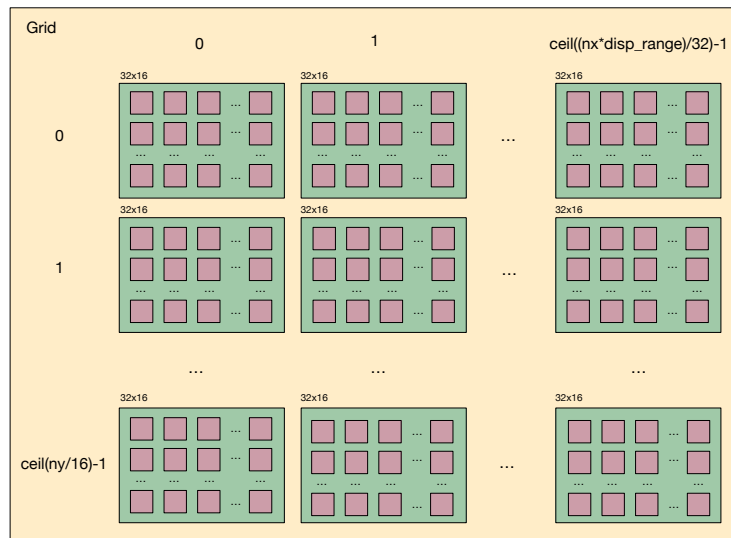 Grid
0 1 ceil((nx*disp_range)/32)-1
32x16 32x16 32x16
... ... ...
0 ... ... ... ...
... ... ... ... ... ... ... ... ... ... ... ...
... ... ...
32x16 32x16 32x16
... ... ...
1 ... ... ... ...
... ... ... ... ... ... ... ... ... ... ... ...
... ... ...
... ... ...
32x16 32x16 32x16
... ... ...
ceil(ny/16)-1 ... ... ... ...
... ... ... ... ... ... ... ... ... ... ... ...
... ... ...